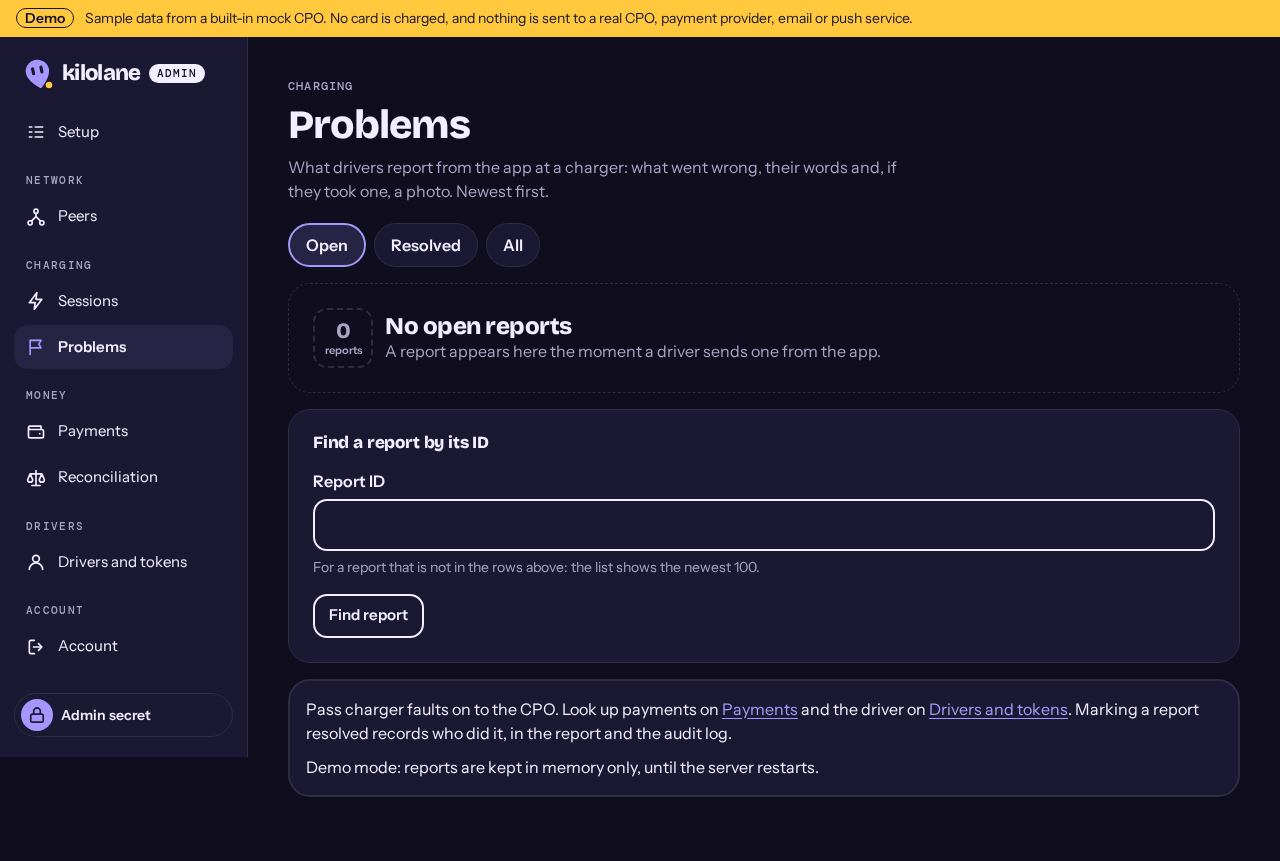 Demo Sample data from a built-in mock CPO. No card is charged, and nothing is sent to a real CPO, payment provider, email or push service.
kilolane ADMIN
Setup
NETWORK
Peers
CHARGING
Sessions
Problems
MONEY
Payments
Reconciliation
DRIVERS
Drivers and tokens
ACCOUNT
Account
Admin secret
CHARGING
Problems
What drivers report from the app at a charger: what went wrong, their words and, if
they took one, a photo. Newest first.
Open Resolved All
0 reports
No open reports
A report appears here the moment a driver sends one from the app.
Find a report by its ID
Report ID
For a report that is not in the rows above: the list shows the newest 100.
Find report
Pass charger faults on to the CPO. Look up payments on Payments and the driver on Drivers and tokens. Marking a report
resolved records who did it, in the report and the audit log.
Demo mode: reports are kept in memory only, until the server restarts.